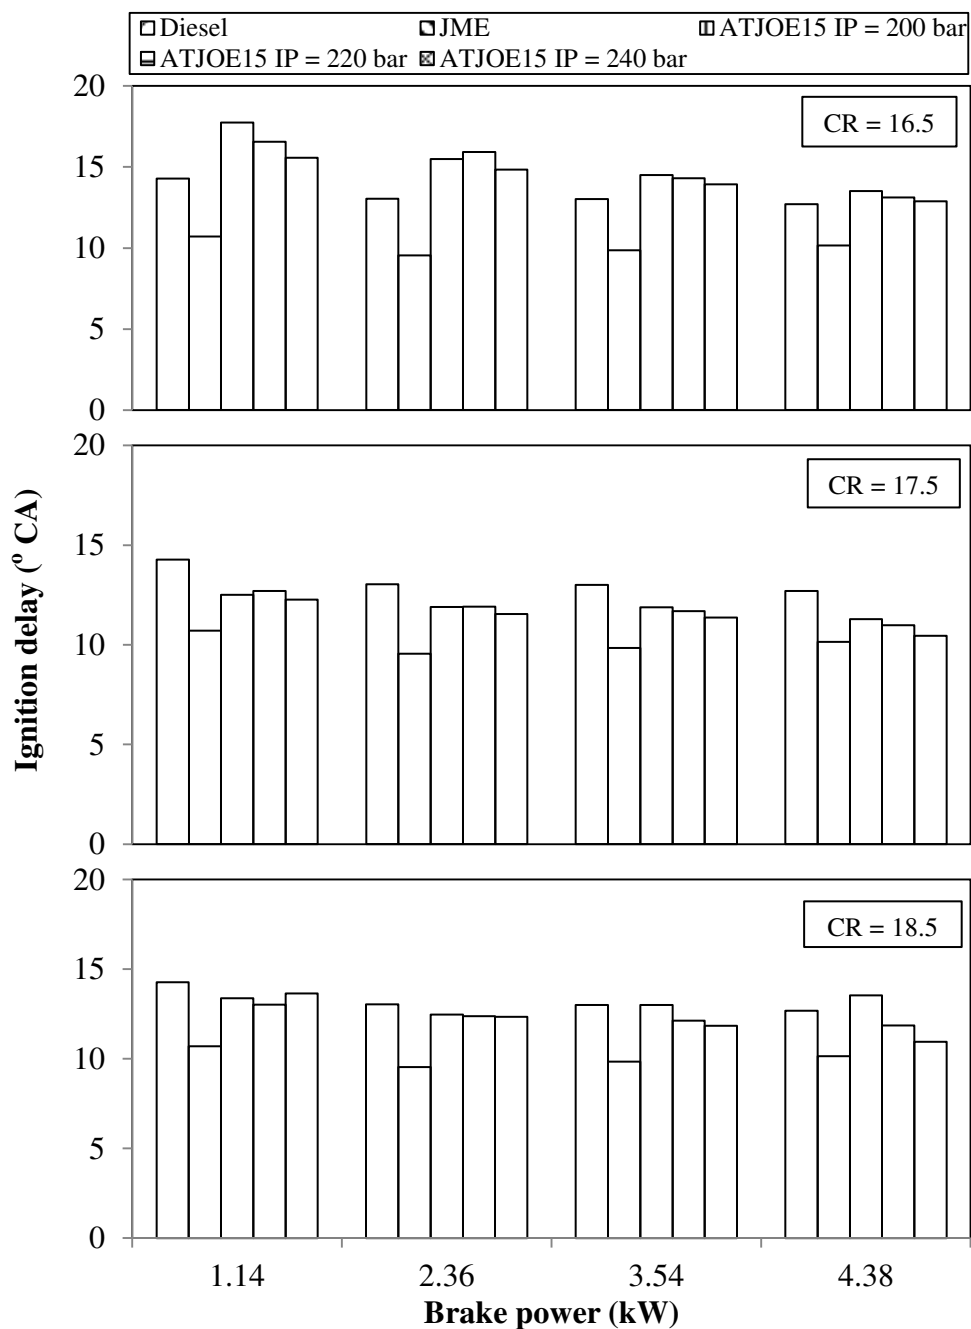 Diesel JME ATJOE15 IP = 200 bar
ATJOE15 IP = 220 bar ATJOE15 IP = 240 bar
20
15
10
5
0
CR = 16.5
20
15
10
5
0
CR = 17.5
20
15
10
5
0
CR = 18.5
Ignition delay (º CA)
1.14 2.36 3.54 4.38
Brake power (kW)